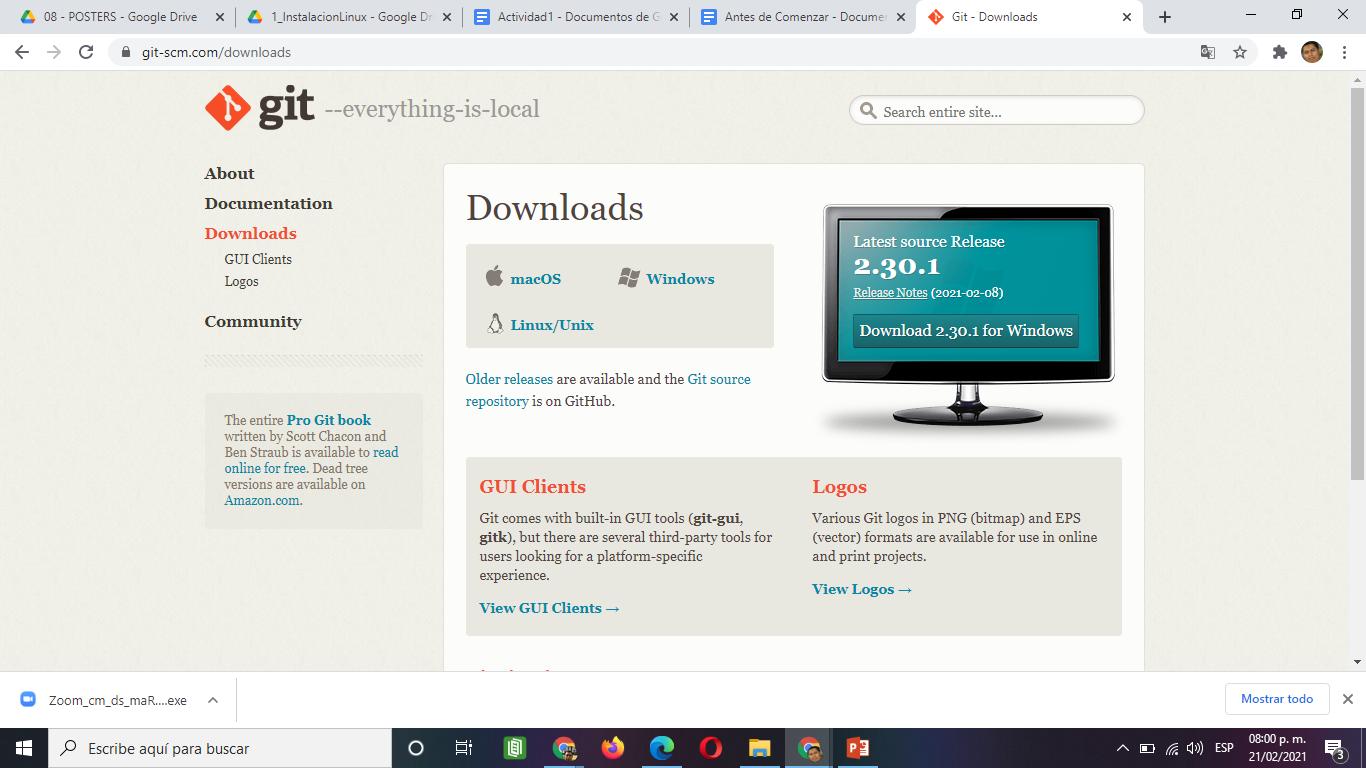 08 - POSTERS - Google Drive
1_InstalacionLinux - Google Dr
Actividad1 - Documentos de G
Antes de Comenzar - Documen
Git - Downloads
git-scm.com/downloads
git --everything-is-local
Search entire site...
About
Documentation
Downloads
GUI Clients
Logos
Community
The entire Pro Git book
written by Scott Chacon and
Ben Straub is available to read
online for free. Dead tree
versions are available on
Amazon.com.
Downloads
macOS
Windows
Linux/Unix
Older releases are available and the Git source
repository is on GitHub.
Latest source Release
2.30.1
Release Notes (2021-02-08)
Download 2.30.1 for Windows
GUI Clients
Git comes with built-in GUI tools (git-gui,
gitk), but there are several third-party tools for
users looking for a platform-specific
experience.
View GUI Clients →
Logos
Various Git logos in PNG (bitmap) and EPS
(vector) formats are available for use in online
and print projects.
View Logos →
Zoom_cm_ds_maR....exe
Mostrar todo
Escribe aquí para buscar
ESP
08:00 p. m.
21/02/2021
3